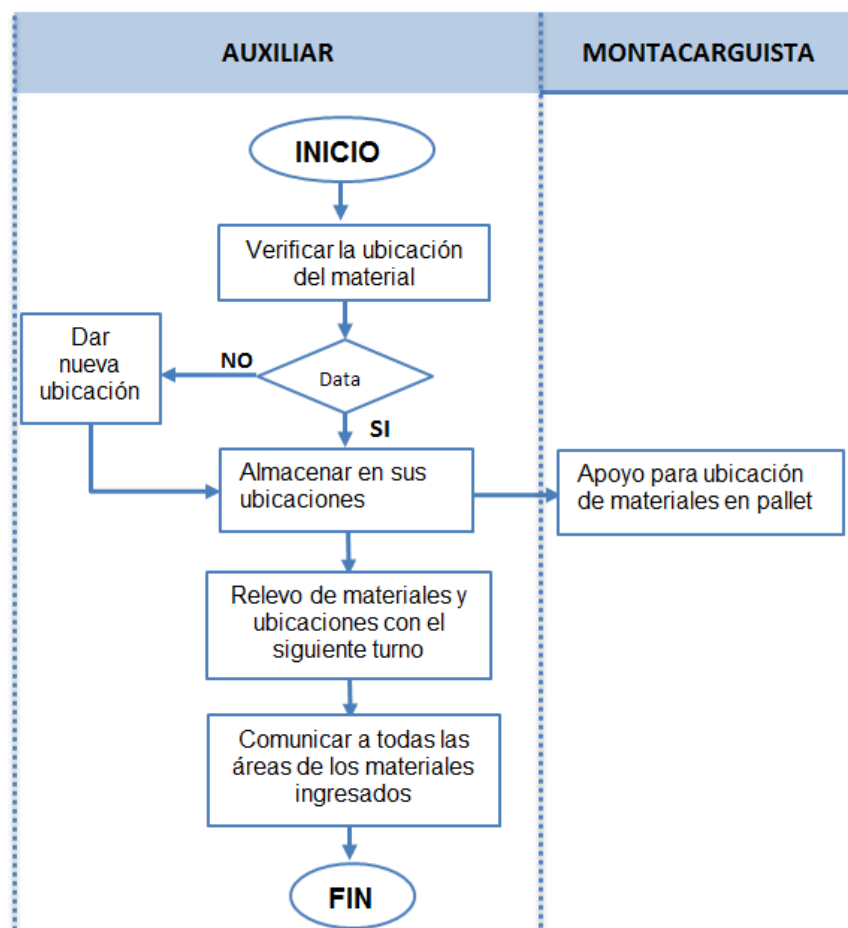 AUXILIAR
MONTACARGUISTA
INICIO
Verificar la ubicación
del material
Dar
nueva
ubicación
NO
Data
SI
Almacenar en sus
ubicaciones
Apoyo para ubicación
de materiales en pallet
Relevo de materiales y
ubicaciones con el
siguiente turno
Comunicar a todas las
áreas de los materiales
ingresados
FIN